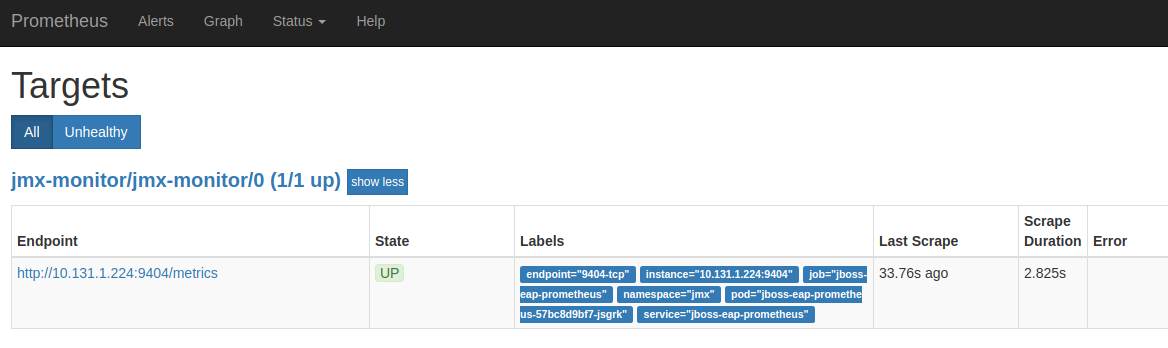 Prometheus Alerts Graph Status Help
Targets
All Unhealthy
jmx-monitor/jmx-monitor/0 (1/1 up) show less
Endpoint State Labels Last Scrape Scrape Duration Error
http://10.131.1.224:9404/metrics UP endpoint="9404-tcp" instance="10.131.1.224:9404" job="jboss- 33.76s ago 2.825s
eap-prometheus" namespace="jmx" pod="jboss-eap-promethe
us-57bc8d9bf7-jsgrk" service="jboss-eap-prometheus"